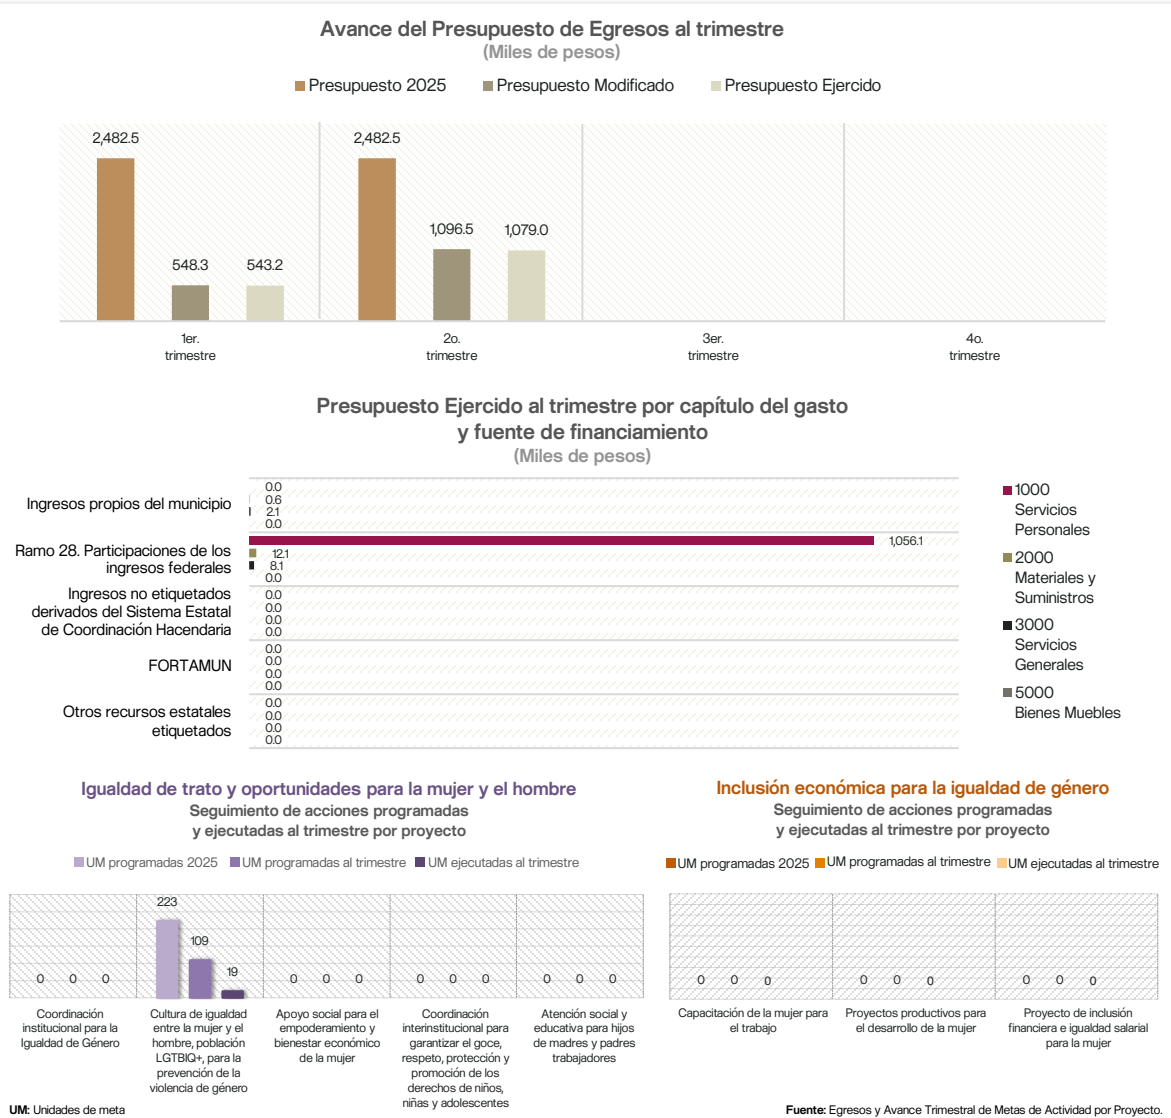 Avance del Presupuesto de Egresos al trimestre
(Miles de pesos)
Presupuesto 2025 Presupuesto Modificado Presupuesto Ejercido
2,482.5
548.3
543.2
2,482.5
1,096.5
1,079.0
1er.
trimestre
2o.
trimestre
3er.
trimestre
4o.
trimestre
Presupuesto Ejercido al trimestre por capítulo del gasto
y fuente de financiamiento
(Miles de pesos)
Ingresos propios del municipio
0.0
0.6
2.1
0.0
Ramo 28. Participaciones de los
ingresos federales
1,056.1
12.1
8.1
0.0
Ingresos no etiquetados
derivados del Sistema Estatal
de Coordinación Hacendaria
0.0
0.0
0.0
0.0
FORTAMUN
0.0
0.0
0.0
0.0
Otros recursos estatales
etiquetados
0.0
0.0
0.0
0.0
1000
Servicios
Personales
2000
Materiales y
Suministros
3000
Servicios
Generales
5000
Bienes Muebles
Igualdad de trato y oportunidades para la mujer y el hombre
Seguimiento de acciones programadas
y ejecutadas al trimestre por proyecto
UM programadas 2025 UM programadas al trimestre UM ejecutadas al trimestre
0 0 0
223
109
19
0 0 0
0 0 0
0 0 0
Coordinación
institucional para la
Igualdad de Género
Cultura de igualdad
entre la mujer y el
hombre, población
LGTBIQ+, para la
prevención de la
violencia de género
Apoyo social para el
empoderamiento y
bienestar económico
de la mujer
Coordinación
interinstitucional para
garantizar el goce,
respeto, protección y
promoción de los
derechos de niños,
niñas y adolescentes
Atención social y
educativa para hijos
de madres y padres
trabajadores
Inclusión económica para la igualdad de género
Seguimiento de acciones programadas
y ejecutadas al trimestre por proyecto
UM programadas 2025 UM programadas al trimestre UM ejecutadas al trimestre
0 0 0
0 0 0
0 0 0
Capacitación de la mujer para
el trabajo
Proyectos productivos para
el desarrollo de la mujer
Proyecto de inclusión
financiera e igualdad salarial
para la mujer
UM: Unidades de meta
Fuente: Egresos y Avance Trimestral de Metas de Actividad por Proyecto.